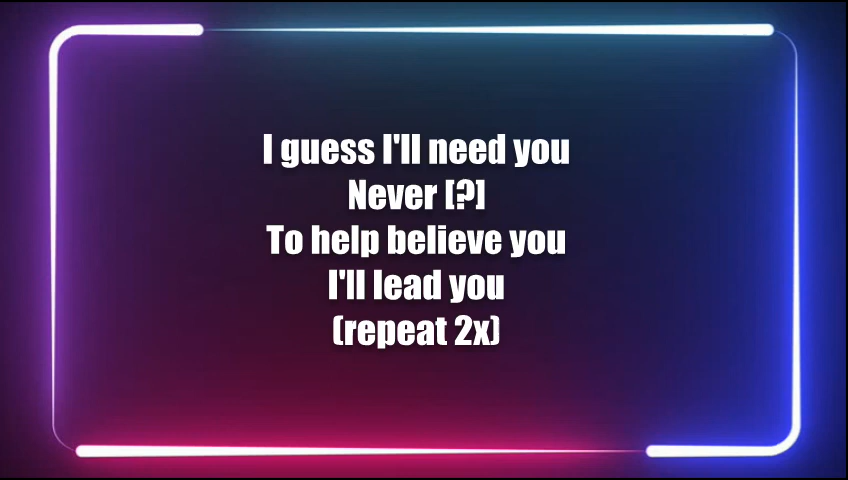 I guess I'll need you
Never [?]
To help believe you
I'll lead you
(repeat 2x)